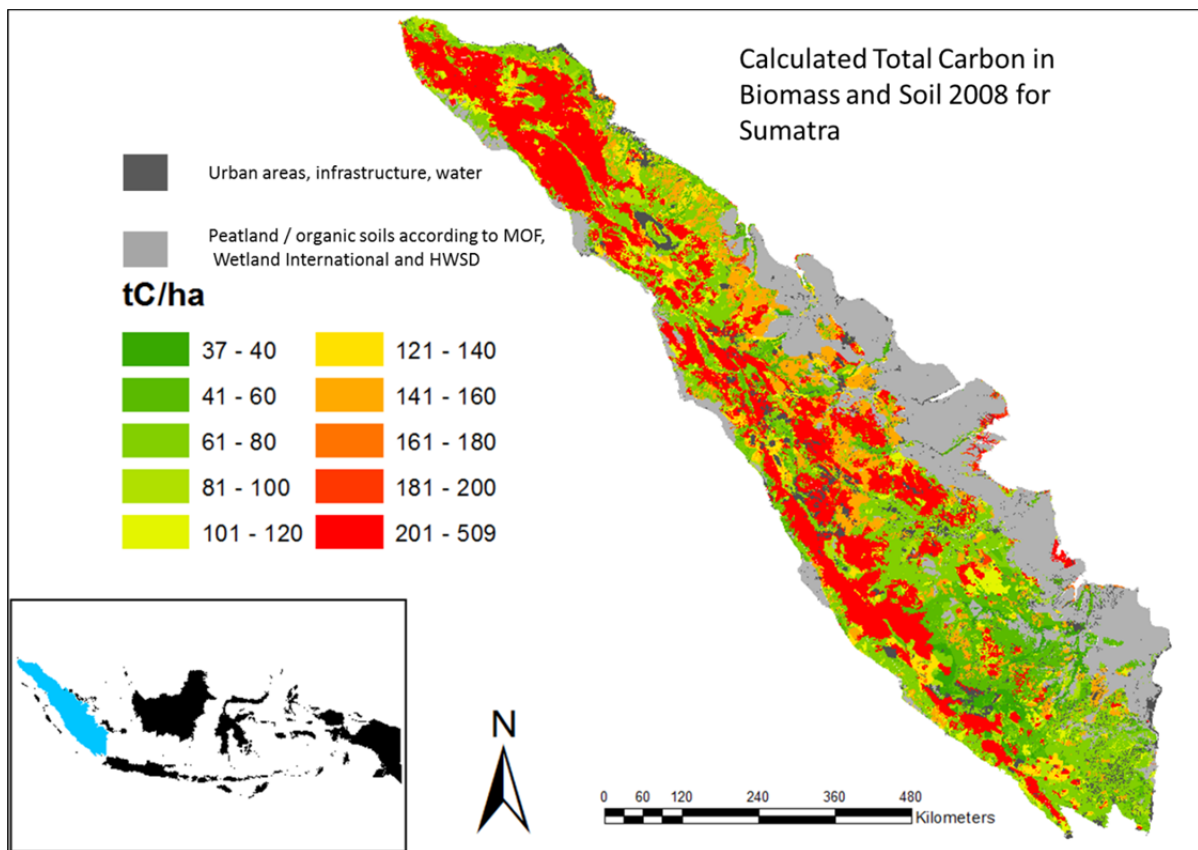 Calculated Total Carbon in
Biomass and Soil 2008 for
Sumatra
Urban areas, infrastructure, water
Peatland / organic soils according to MOF,
Wetland International and HWSD
tC/ha
37 - 40
41 - 60
61 - 80
81 - 100
101 - 120
121 - 140
141 - 160
161 - 180
181 - 200
201 - 509
N
0 60 120 240 360 480
Kilometers